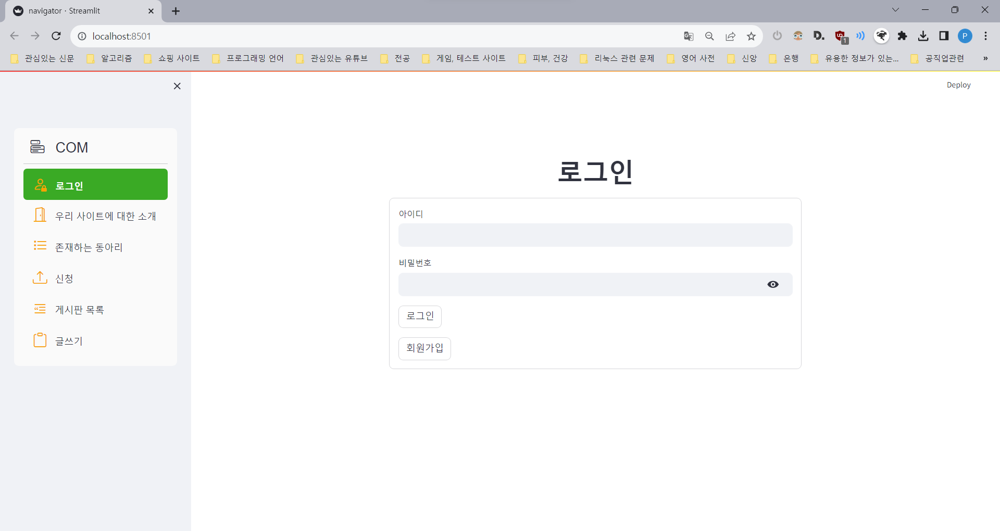 navigator · Streamlit
localhost:8501
1
P
관심있는 신문 알고리즘 쇼핑 사이트 프로그래밍 언어 관심있는 유튜브 전공 게임, 테스트 사이트 피부, 건강 리눅스 관련 문제 영어 사전 신앙 은행 유용한 정보가 있는... 공직업관련 »
Deploy
COM
로그인
우리 사이트에 대한 소개
존재하는 동아리
신청
게시판 목록
글쓰기
로그인
아이디
비밀번호
로그인
회원가입